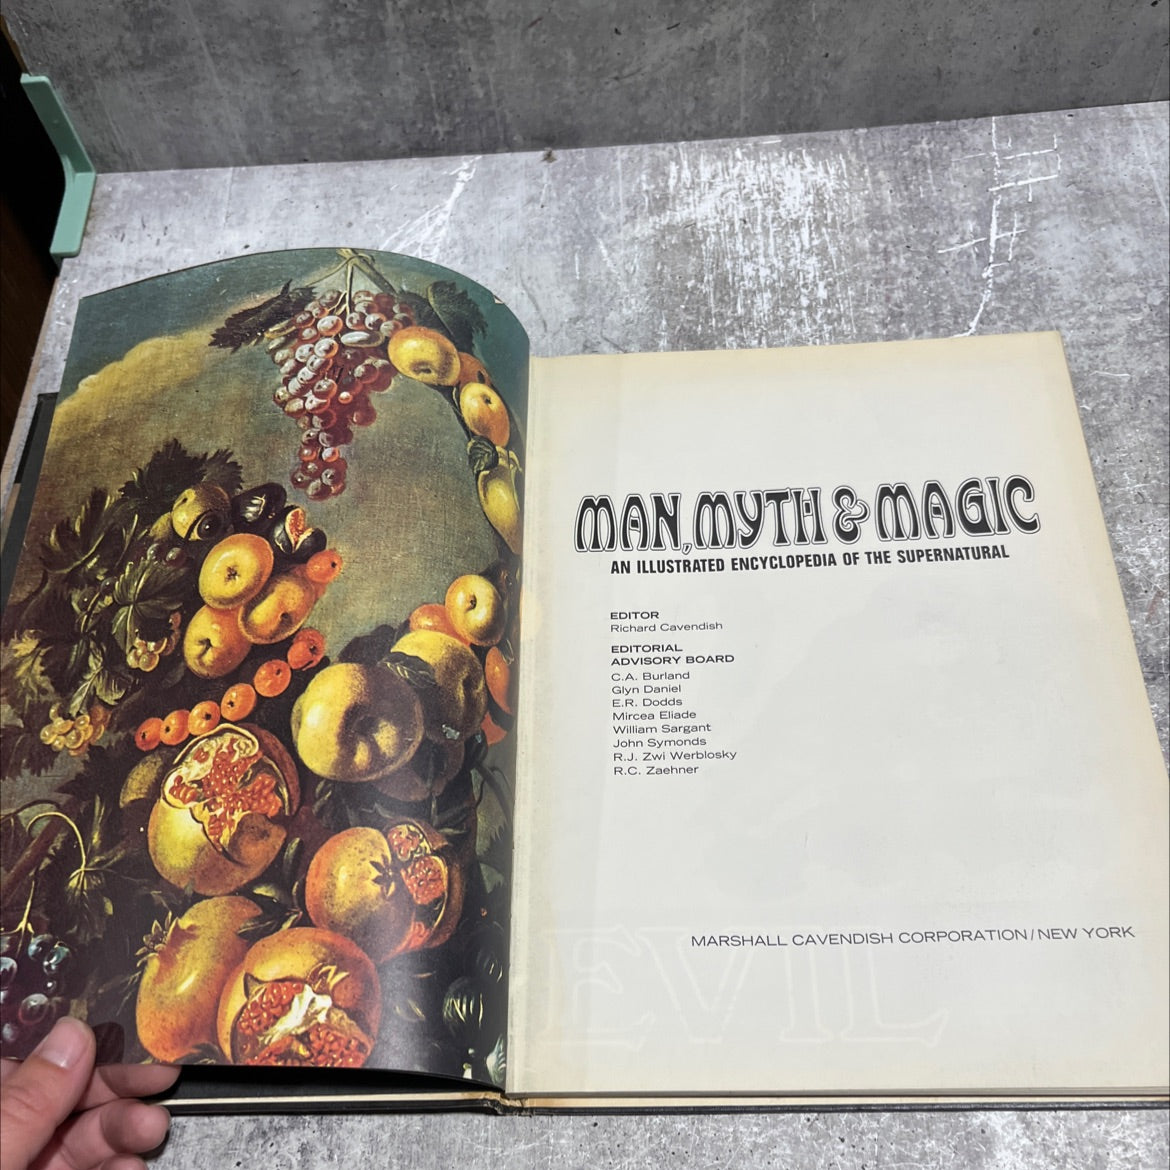 MAN, MYTH & MAGIC
AN ILLUSTRATED ENCYCLOPEDIA OF THE SUPERNATURAL
EDITOR
Richard Cavendish
EDITORIAL
ADVISORY BOARD
C.A. Burland
Glyn Daniel
E.R. Dodds
Mircea Eliade
William Sargant
John Symonds
R.J. Zwi Werblosky
R.C. Zaehner
MARSHALL CAVENDISH CORPORATION/NEW YORK
EVIL